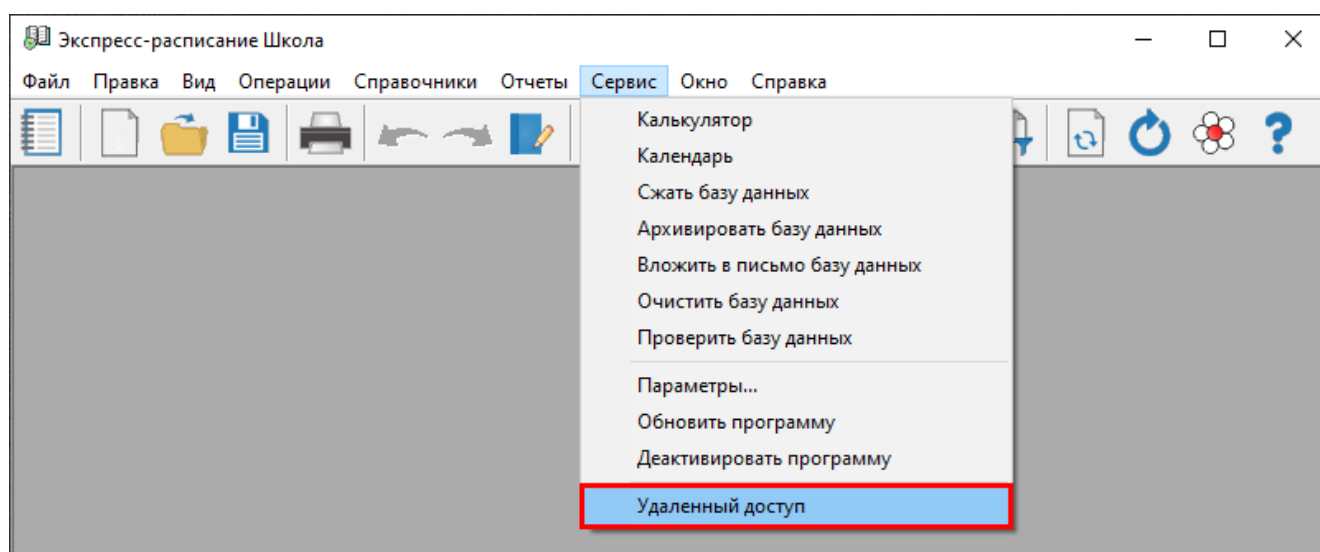 Экспресс-расписание Школа
Файл Правка Вид Операции Справочники Отчеты Сервис Окно Справка
Калькулятор
Календарь
Сжать базу данных
Архивировать базу данных
Вложить в письмо базу данных
Очистить базу данных
Проверить базу данных
Параметры...
Обновить программу
Деактивировать программу
Удаленный доступ